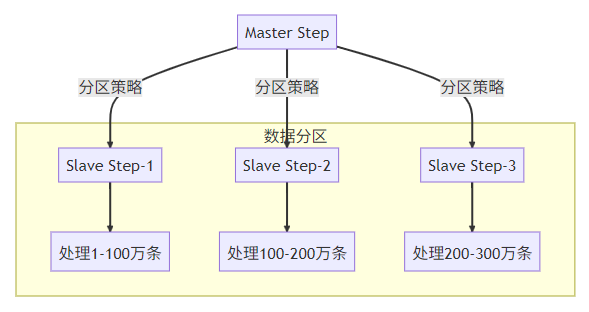 Master Step
分区策略
分区策略
分区策略
数据分区
Slave Step-1
Slave Step-2
Slave Step-3
处理1-100万条
处理100-200万条
处理200-300万条